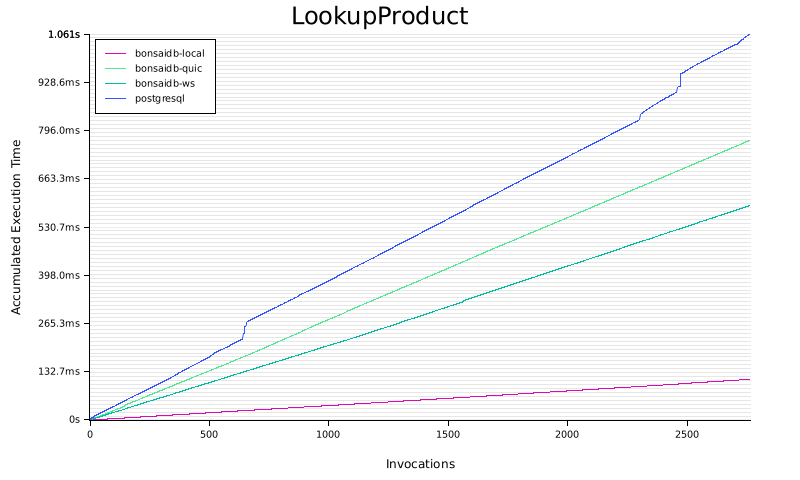 LookupProduct
1.061s
928.6ms
796.0ms
663.3ms
530.7ms
398.0ms
265.3ms
132.7ms
0s
Accumulated Execution Time
bonsaidb-local
bonsaidb-quic
bonsaidb-ws
postgresql
0 500 1000 1500 2000 2500
Invocations